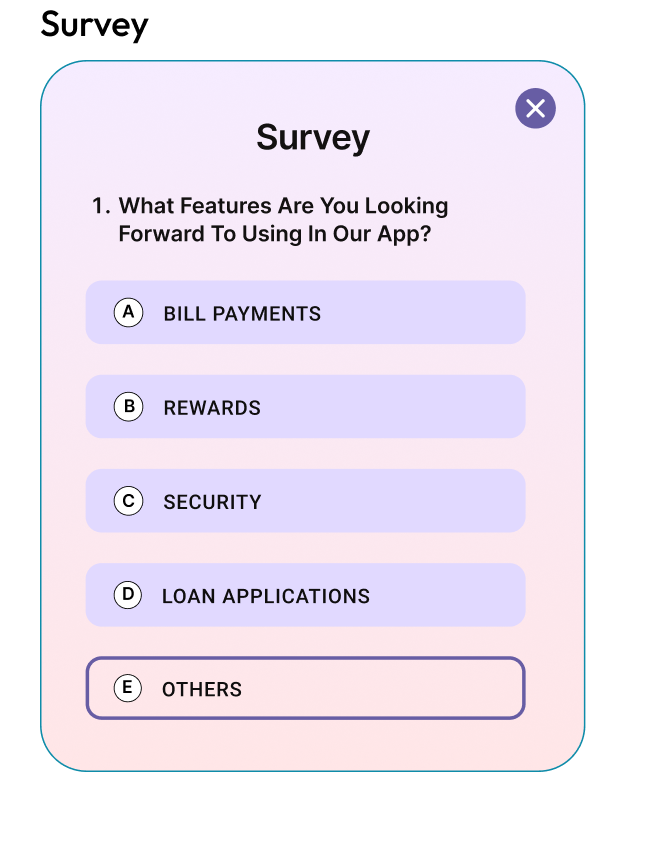 Survey
Survey
1. What Features Are You Looking
Forward To Using In Our App?
A BILL PAYMENTS
B REWARDS
C SECURITY
D LOAN APPLICATIONS
E OTHERS